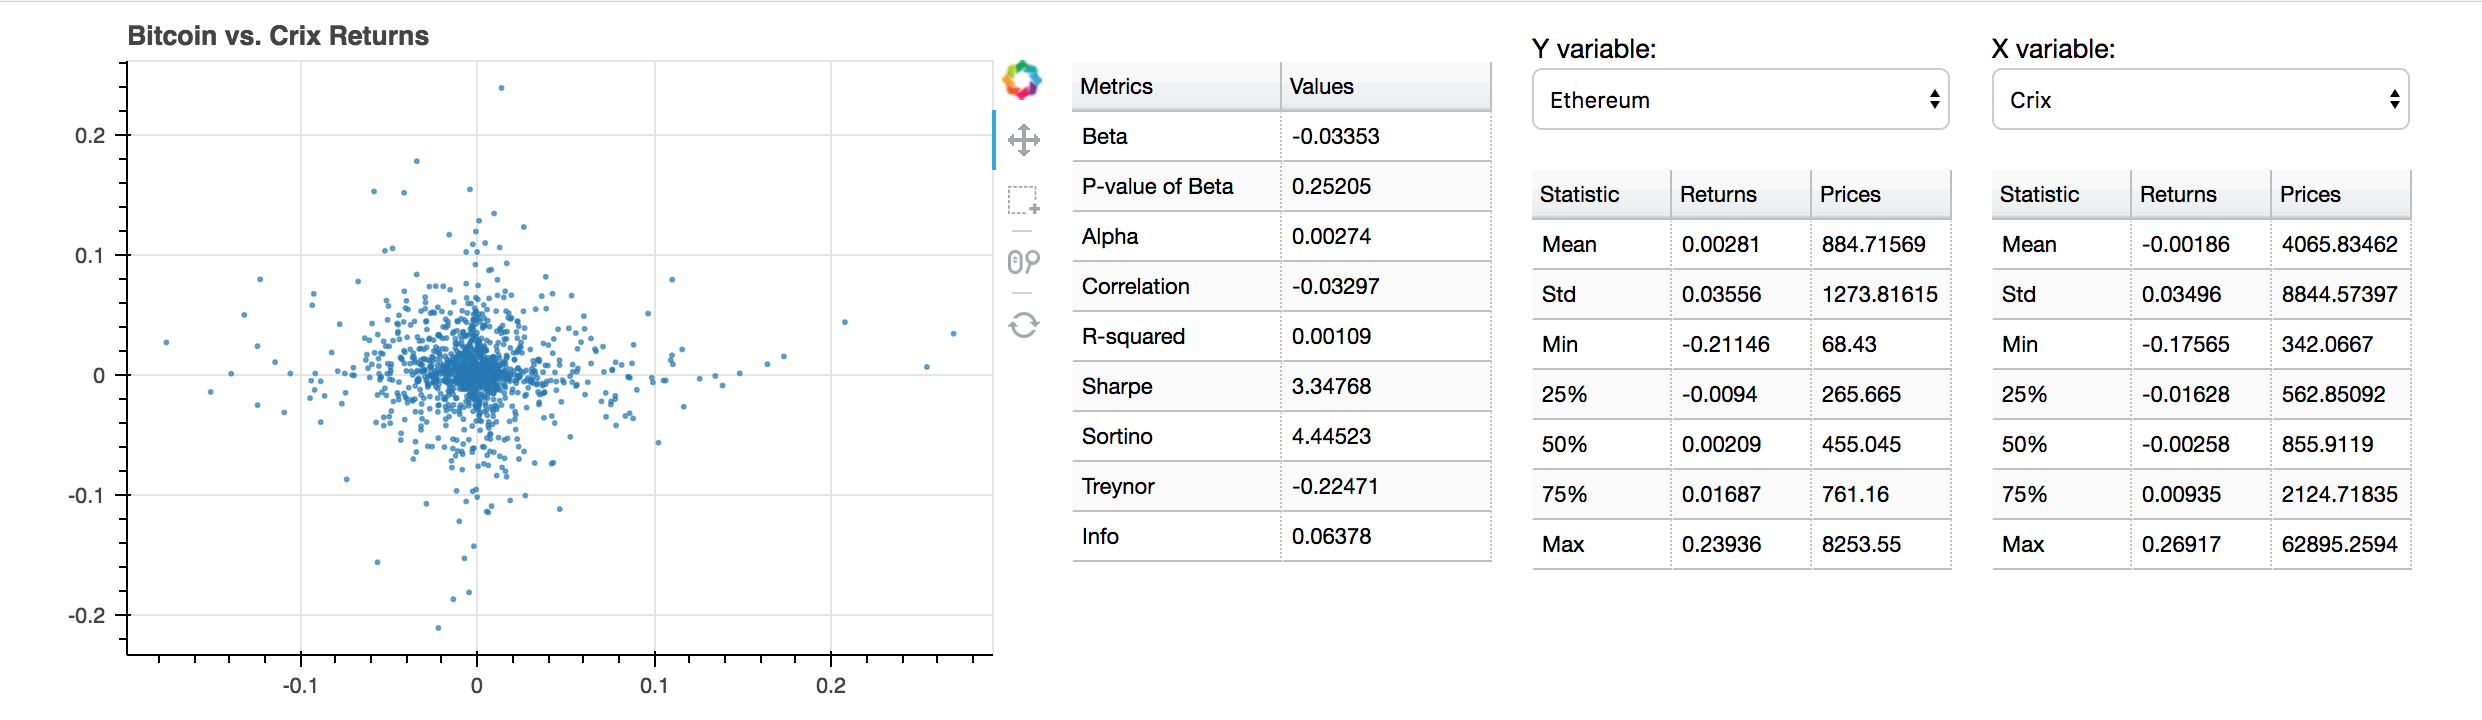 Bitcoin vs. Crix Returns
0.2
0.1
0
-0.1
-0.2
-0.1 0 0.1 0.2
Metrics Values
Beta -0.03353
P-value of Beta 0.25205
Alpha 0.00274
Correlation -0.03297
R-squared 0.00109
Sharpe 3.34768
Sortino 4.44523
Treynor -0.22471
Info 0.06378
Y variable:
Ethereum
Statistic Returns Prices
Mean 0.00281 884.71569
Std 0.03556 1273.81615
Min -0.21146 68.43
25% -0.0094 265.665
50% 0.00209 455.045
75% 0.01687 761.16
Max 0.23936 8253.55
X variable:
Crix
Statistic Returns Prices
Mean -0.00186 4065.83462
Std 0.03496 8844.57397
Min -0.17565 342.0667
25% -0.01628 562.85092
50% -0.00258 855.9119
75% 0.00935 2124.71835
Max 0.26917 62895.2594